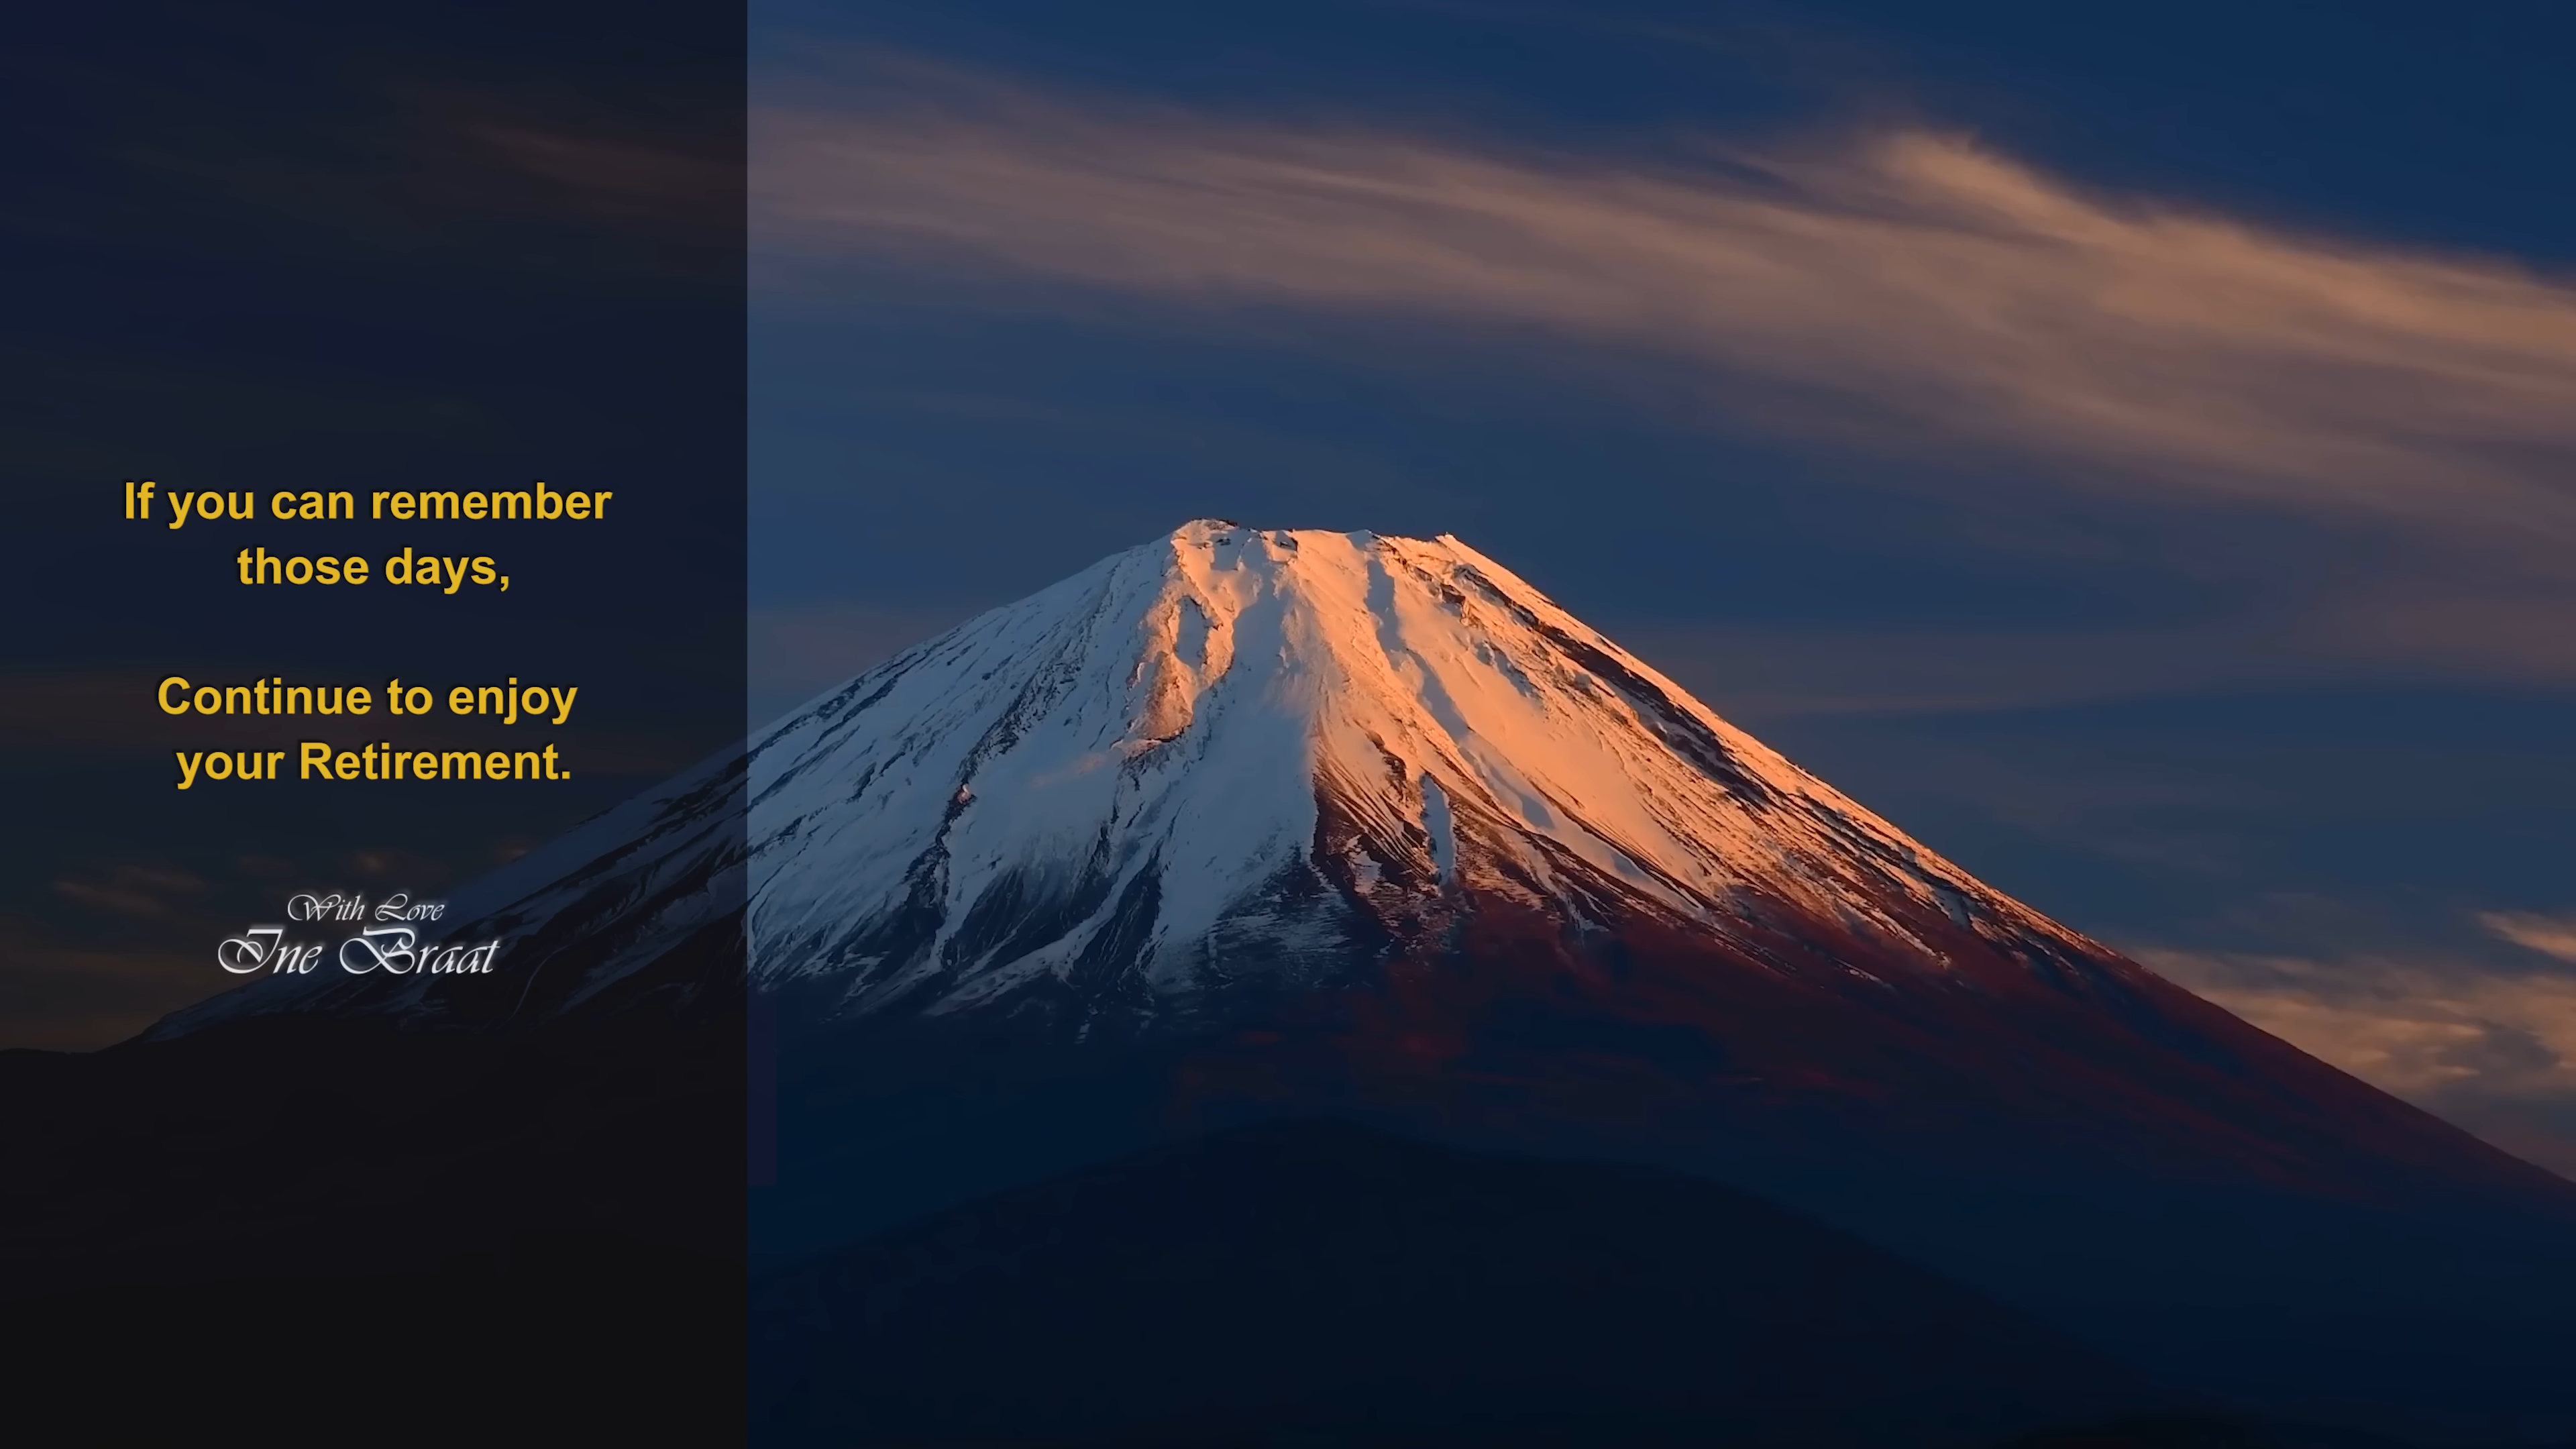 If you can remember
those days,
Continue to enjoy
your Retirement.
With Love
Ine Braat